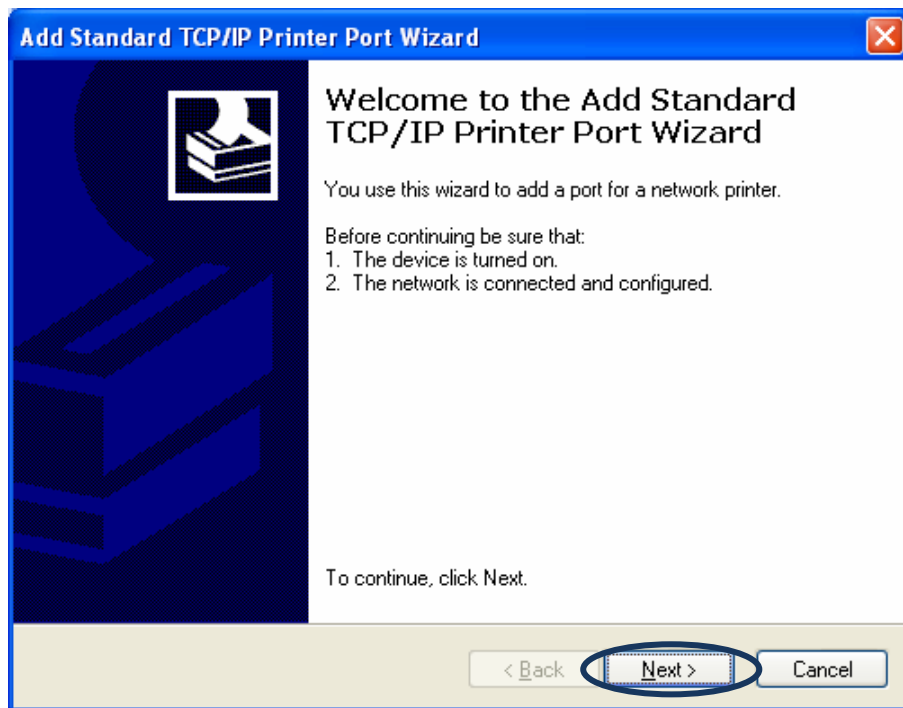 Add Standard TCP/IP Printer Port Wizard
Welcome to the Add Standard
TCP/IP Printer Port Wizard
You use this wizard to add a port for a network printer.
Before continuing be sure that:
1. The device is turned on.
2. The network is connected and configured.
To continue, click Next.
< Back Next > Cancel